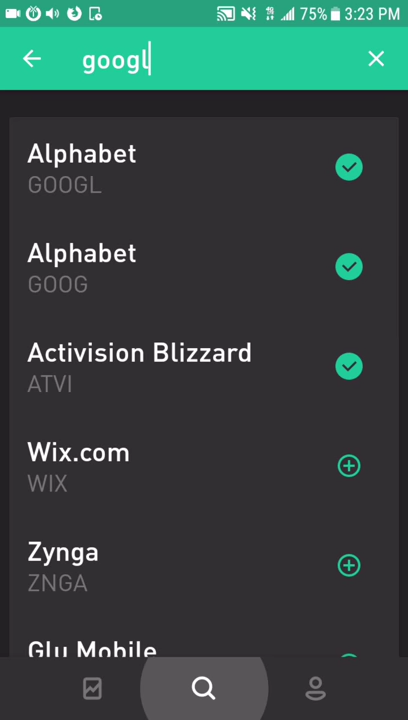 75% 3:23 PM
googl
Alphabet
GOOGL
Alphabet
GOOG
Activision Blizzard
ATVI
Wix.com
WIX
Zynga
ZNGA
Glu Mobile